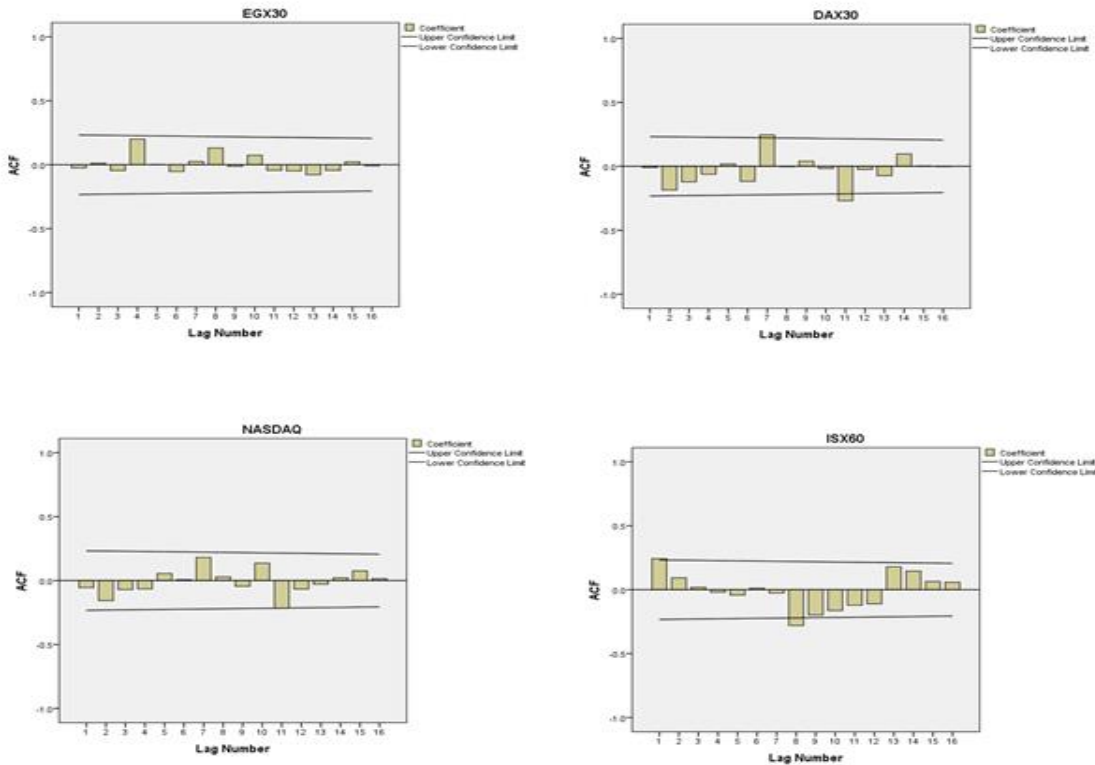 EGX30
1.0
0.5
0.0
-0.5
-1.0
ACF
1 2 3 4 5 6 7 8 9 10 11 12 13 14 15 16
Lag Number
Coefficient
Upper Confidence Limit
Lower Confidence Limit
DAX30
1.0
0.5
0.0
-0.5
-1.0
ACF
1 2 3 4 5 6 7 8 9 10 11 12 13 14 15 16
Lag Number
Coefficient
Upper Confidence Limit
Lower Confidence Limit
NASDAQ
1.0
0.5
0.0
-0.5
-1.0
ACF
1 2 3 4 5 6 7 8 9 10 11 12 13 14 15 16
Lag Number
Coefficient
Upper Confidence Limit
Lower Confidence Limit
ISX60
1.0
0.5
0.0
-0.5
-1.0
ACF
1 2 3 4 5 6 7 8 9 10 11 12 13 14 15 16
Lag Number
Coefficient
Upper Confidence Limit
Lower Confidence Limit